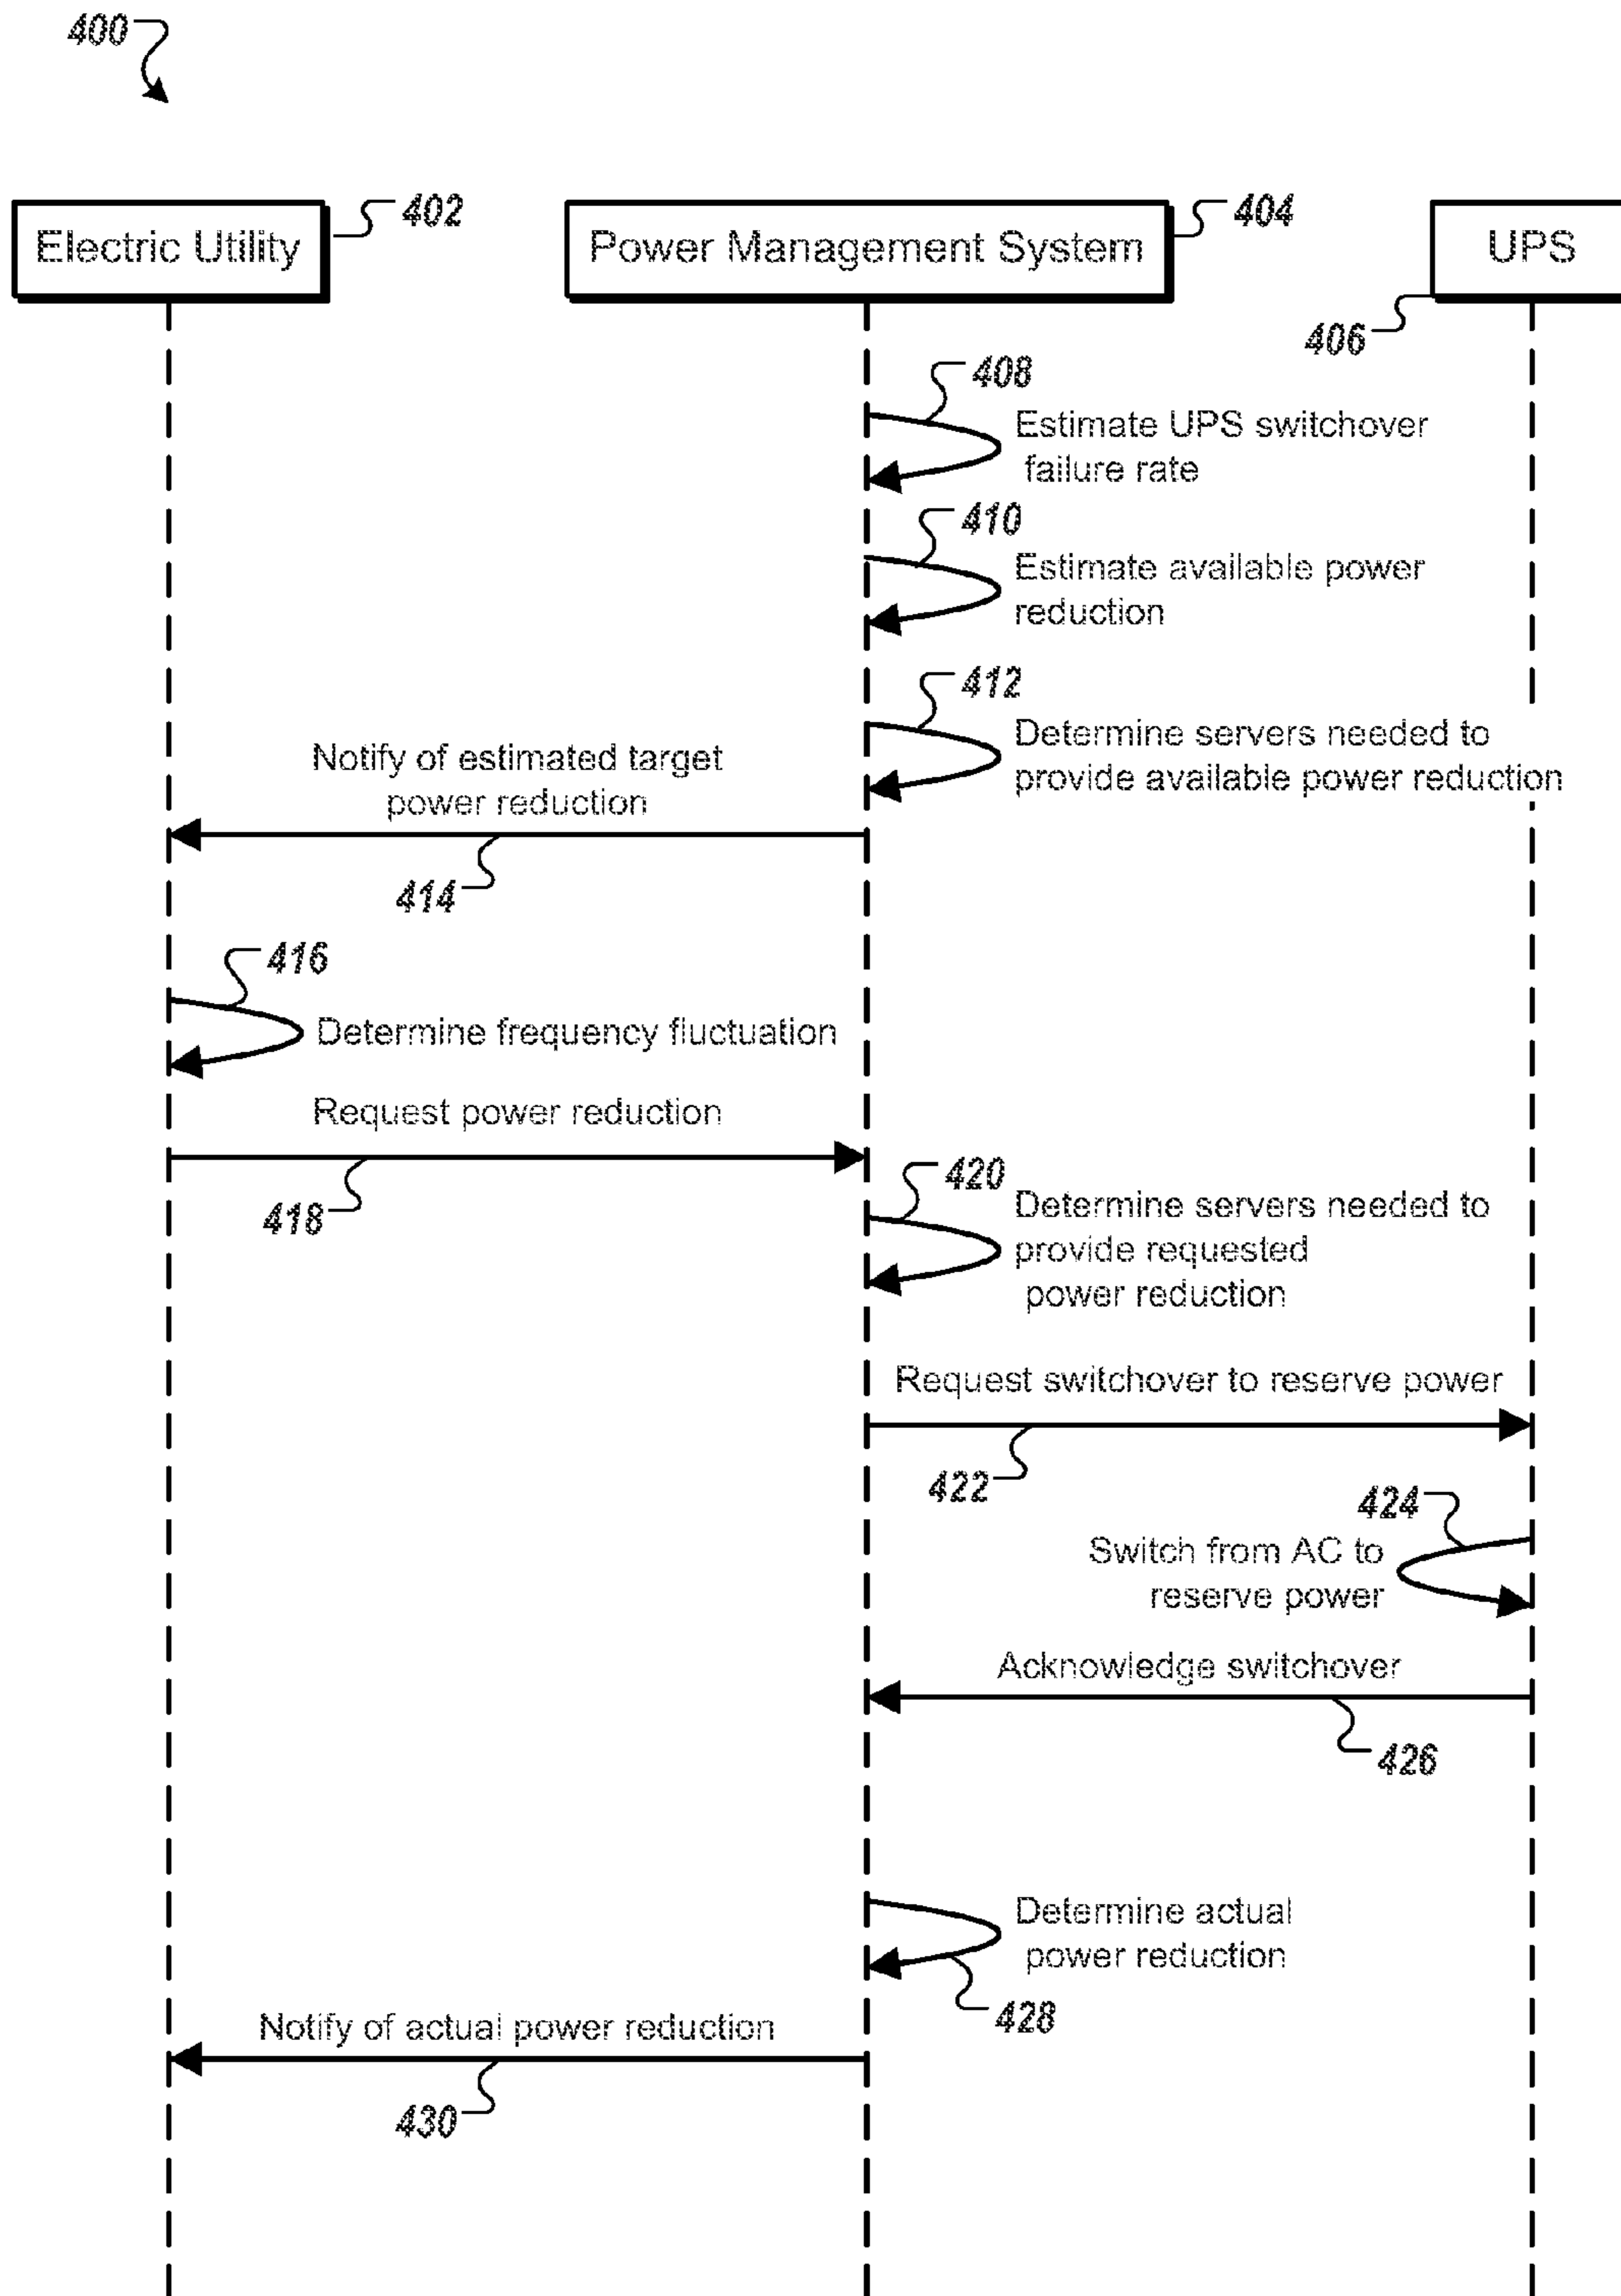 400
Electric Utility
402
Power Management System
404
UPS
406
408
Estimate UPS switchover
failure rate
410
Estimate available power
reduction
412
Determine servers needed to
provide available power reduction
Notify of estimated target
power reduction
414
416
Determine frequency fluctuation
Request power reduction
418
420
Determine servers needed to
provide requested
power reduction
Request switchover to reserve power
422
424
Switch from AC to
reserve power
Acknowledge switchover
426
Determine actual
power reduction
428
Notify of actual power reduction
430